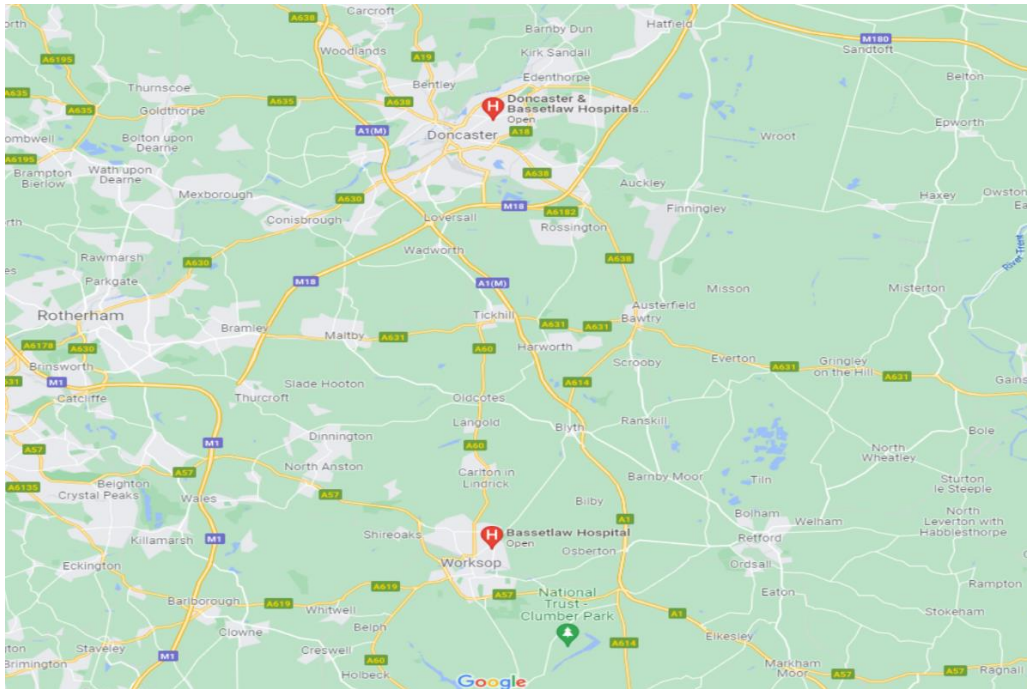 Carcroft
A638
Barnby Dun
Hatfield
M180
Sandtoft
Woodlands
A19
Kirk Sandall
A6195
Thurnscoe
Bentley
Edenthorpe
Belton
A635
A635
Goldthorpe
A635
A638
Doncaster &
Bassetlaw Hospitals...
Open
H
A1(M)
Doncaster
A18
Wroot
Epworth
Bolton upon
Dearne
A6195
Brampton
Bierlow
Wath upon
Dearne
A638
Auckley
Mexborough
A630
Haxey
Owston
Conisbrough
Loversall
M18
A6182
Finningley
Rossington
Wadworth
Rawmarsh
A630
Parkgate
M18
A1(M)
A638
Misson
Misterton
River Trent
Austerfield
Rotherham
Bramley
Maltby
A631
Tickhill
A631
A631
Bawtry
A6178
A630
A60
Harworth
Scrooby
Everton
Gringley
on the Hill
Brinsworth
A631
A631
A631
M1
Catcliffe
Thurcroft
Slade Hooton
A614
Oldcotes
Langold
Blyth
Ranskill
Bole
M1
Dinnington
A57
A57
A60
North
Wheatley
A6135
Beighton
Crystal Peaks
Wales
North Anston
A57
Carlton in
Lindrick
Barnby Moor
Tiln
Sturton
le Steeple
Bilby
Bolham
Welham
North
Leverton with
Habblesthorpe
Killamarsh
M1
Shireoaks
H
Bassetlaw Hospital
Open
A1
Osberton
Retford
Eckington
Worksop
Ordsall
Rampton
Barlborough
A619
Whitwell
A619
A57
National
Trust -
Clumber Park
Eaton
A1
Stokeham
Clowne
Belph
Elkesley
Staveley
M1
Creswell
A60
Holbeck
A614
Markham
Moor
A57
A57
Ragnall
Brimington
Google